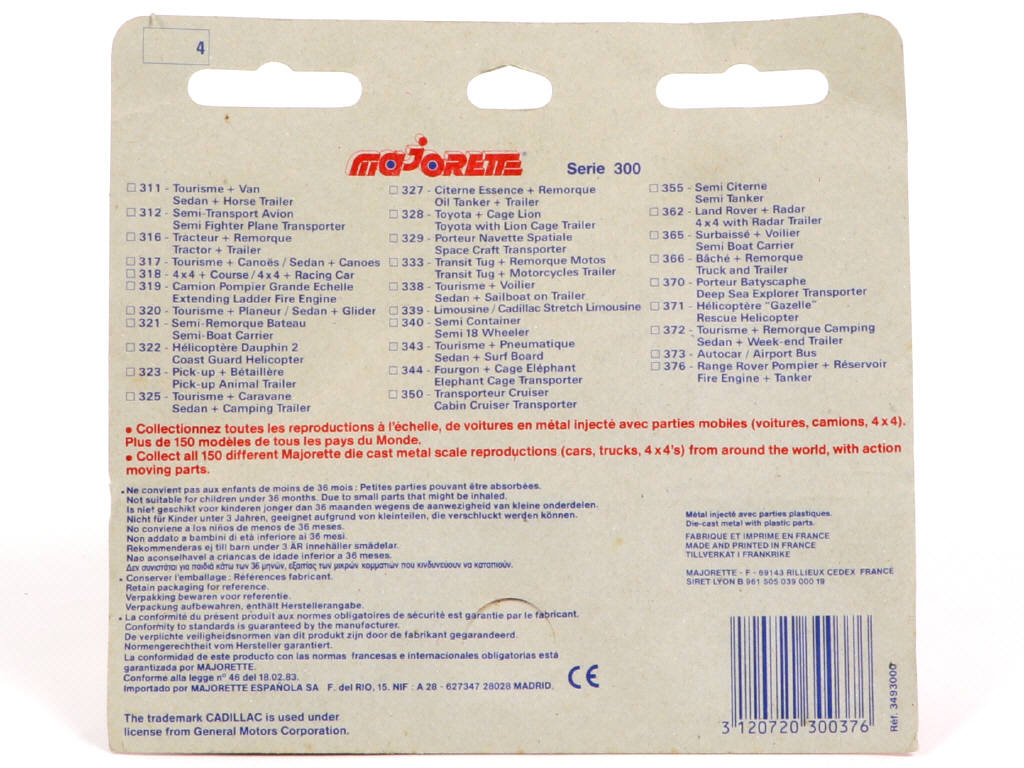 4
MAJORETTE
Serie 300
311 - Tourisme + Van
Sedan + Horse Trailer
312 - Semi-Transport Avion
Semi Fighter Plane Transporter
316 - Tracteur + Remorque
Tractor + Trailer
317 - Tourisme + Canoës / Sedan + Canoes
318 - 4x4 + Course / 4x4 + Racing Car
319 - Camion Pompier Grande Echelle
Extending Ladder Fire Engine
320 - Tourisme + Planeur / Sedan + Glider
321 - Semi-Remorque Bateau
Semi-Boat Carrier
322 - Hélicoptère Dauphin 2
Coast Guard Helicopter
323 - Pick-up + Bétaillère
Pick-up Animal Trailer
325 - Tourisme + Caravane
Sedan + Camping Trailer
327 - Citerne Essence + Remorque
Oil Tanker + Trailer
328 - Toyota + Cage Lion
Toyota with Lion Cage Trailer
329 - Porteur Navette Spatiale
Space Craft Transporter
333 - Transit Tug + Remorque Motos
Transit Tug + Motorcycles Trailer
338 - Tourisme + Voilier
Sedan + Sailboat on Trailer
339 - Limousine / Cadillac Stretch Limousine
340 - Semi Container
Semi 18 Wheeler
343 - Tourisme + Pneumatique
Sedan + Surf Board
344 - Fourgon + Cage Eléphant
Elephant Cage Transporter
350 - Transporteur Cruiser
Cabin Cruiser Transporter
355 - Semi Citerne
Semi Tanker
362 - Land Rover + Radar
4x4 with Radar Trailer
365 - Surbaissé + Voilier
Semi Boat Carrier
366 - Bâché + Remorque
Truck and Trailer
370 - Porteur Batyscaphe
Deep Sea Explorer Transporter
371 - Hélicoptère "Gazelle"
Rescue Helicopter
372 - Tourisme + Remorque Camping
Sedan + Week-end Trailer
373 - Autocar / Airport Bus
376 - Range Rover Pompier + Réservoir
Fire Engine + Tanker
• Collectionnez toutes les reproductions à l'échelle, de voitures en métal injecté avec parties mobiles (voitures, camions, 4x4).
Plus de 150 modèles de tous les pays du Monde.
• Collect all 150 different Majorette die cast metal scale reproductions (cars, trucks, 4x4's) from around the world, with action
moving parts.
• Ne convient pas aux enfants de moins de 36 mois : Petites parties pouvant être absorbées.
Not suitable for children under 36 months. Due to small parts that might be inhaled.
Is niet geschikt voor kinderen jonger dan 36 maanden wegens de aanwezigheid van kleine onderdelen.
Nicht für Kinder unter 3 Jahren, geeignet aufgrund von kleinteilen, die verschluckt werden können.
No conviene a los niños de menos de 36 meses.
Non addato a bambini di età inferiore ai 36 mesi.
Rekommenderas ej till barn under 3 ÅR innehåller smådelar.
Nao aconselhavel a criancas de idade inferior a 36 meses.
Δεν συνιστάται για παιδιά κάτω των 36 μηνών, εξαιτίας των μικρών κομματιών που κινδυνεύουν να καταπιούν.
• Conserver l'emballage : Références fabricant.
Retain packaging for reference.
Verpakking bewaren voor referentie.
Verpackung aufbewahren, enthält Herstellerangabe.
• La conformité du présent produit aux normes obligatoires de sécurité est garantie par le fabricant.
Conformity to standards is guaranteed by the manufacturer.
De verplichte veiligheidsnormen van dit produkt zijn door de fabrikant gegarandeerd.
Normengerechtheit vom Hersteller garantiert.
La conformidad de este producto con las normas francesas e internacionales obligatorias está
garantizada por MAJORETTE.
Conforme alla legge n° 46 del 18.02.83.
Importado por MAJORETTE ESPAÑOLA SA F. del RIO, 15. NIF : A 28 - 627347 28028 MADRID.
CE
The trademark CADILLAC is used under
license from General Motors Corporation.
Métal injecté avec parties plastiques.
Die-cast metal with plastic parts.
FABRIQUE ET IMPRIME EN FRANCE
MADE AND PRINTED IN FRANCE
TILLVERKAT I FRANKRIKE
MAJORETTE - F - 69143 RILLIEUX CEDEX FRANCE
SIRET LYON B 961 505 039 000 19
3 120720 300376
Réf. 3493000